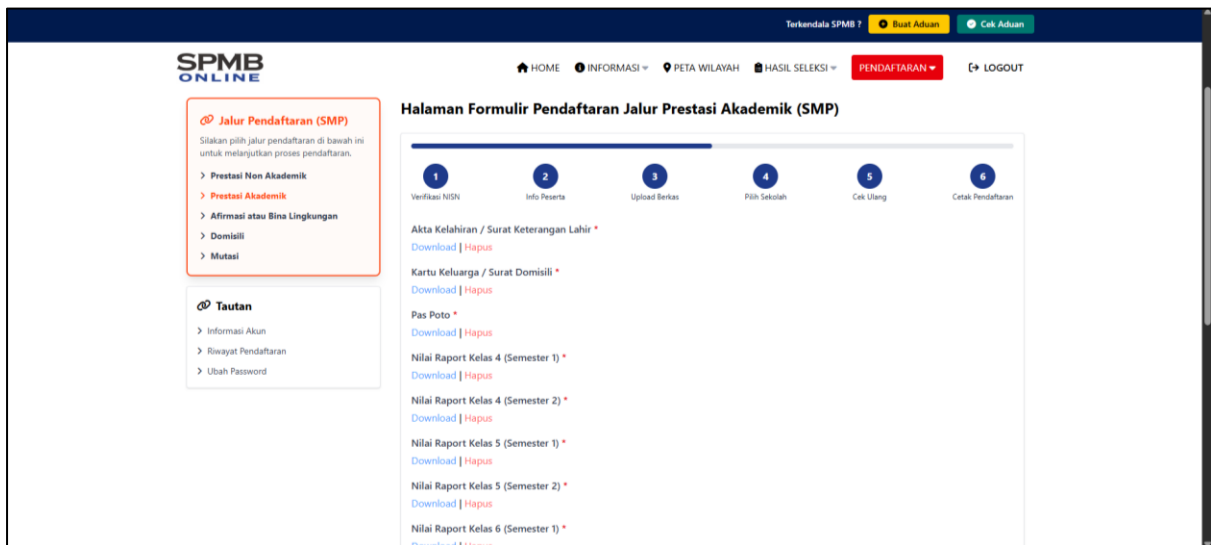 Terkendala SPMB ? Buat Aduan Cek Aduan
SPMB
ONLINE
HOME INFORMASI PETA WILAYAH HASIL SELEKSI PENDAFTARAN LOGOUT
Jalur Pendaftaran (SMP)
Silakan pilih jalur pendaftaran di bawah ini
untuk melanjutkan proses pendaftaran.
Prestasi Non Akademik
Prestasi Akademik
Afirmasi atau Bina Lingkungan
Domisili
Mutasi
Tautan
Informasi Akun
Riwayat Pendaftaran
Ubah Password
Halaman Formulir Pendaftaran Jalur Prestasi Akademik (SMP)
1 2 3 4 5 6
Verifikasi NISN Info Peserta Upload Berkas Pilih Sekolah Cek Ulang Cetak Pendaftaran
Akta Kelahiran / Surat Keterangan Lahir *
Download | Hapus
Kartu Keluarga / Surat Domisili *
Download | Hapus
Pas Poto *
Download | Hapus
Nilai Raport Kelas 4 (Semester 1) *
Download | Hapus
Nilai Raport Kelas 4 (Semester 2) *
Download | Hapus
Nilai Raport Kelas 5 (Semester 1) *
Download | Hapus
Nilai Raport Kelas 5 (Semester 2) *
Download | Hapus
Nilai Raport Kelas 6 (Semester 1) *
Download | Hapus